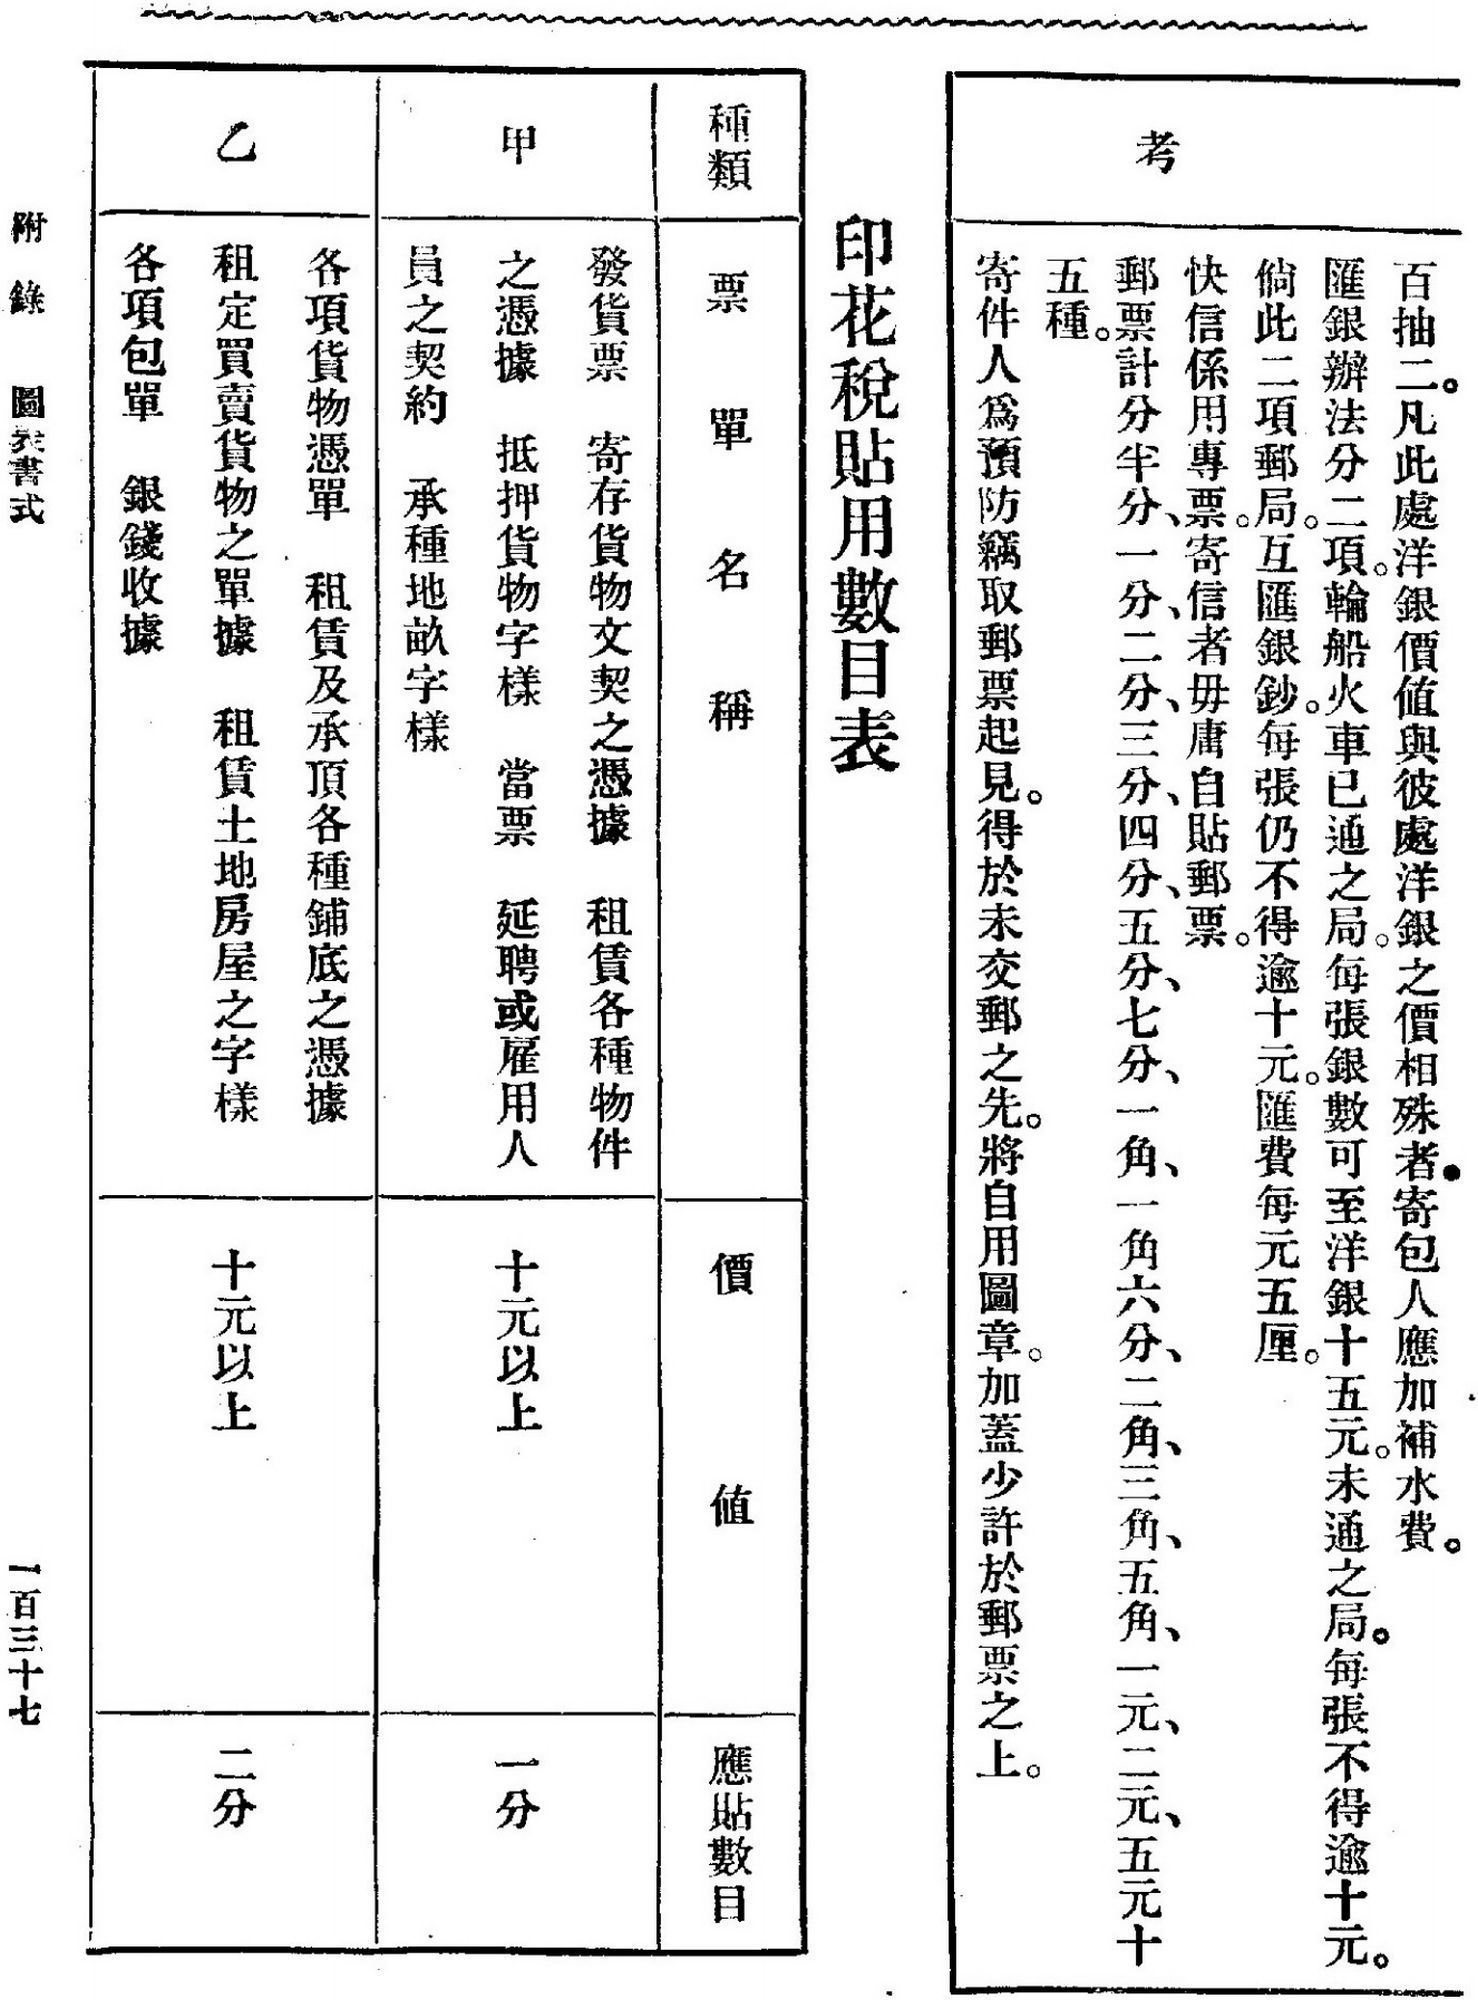 考
百抽二。凡此處洋銀價値與彼處洋銀之價相殊者。寄包人應加補水費。
匯銀辦法分二項。輪船火車已通之局。每張銀數可至洋銀十五元。未通之局。每張不得逾十元。
倘此二項郵局。互匯銀鈔。每張仍不得逾十元。匯費每元五厘。
快信係用專票。寄信者毋庸自貼郵票。
郵票計分半分、一分、二分、三分、四分、五分、七分、一角、一角六分、二角、三角、五角、一元、二元、五元十
五種。
寄件人爲預防竊取郵票起見。得於未交郵之先。將自用圖章。加蓋少許於郵票之上。
印花稅貼用數目表
種類
票單名稱
價値
應貼數目
甲
發貨票　寄存貨物文契之憑據　租賃各種物件
之憑據　抵押貨物字樣　當票　延聘或雇用人
員之契約　承種地畝字樣
十元以上
一分
乙
各項貨物憑單　租賃及承頂各種鋪底之憑據
租定買賣貨物之單據　租賃土地房屋之字樣
各項包單　銀錢收據
十元以上
二分
附錄　圖表書式
一百三十七